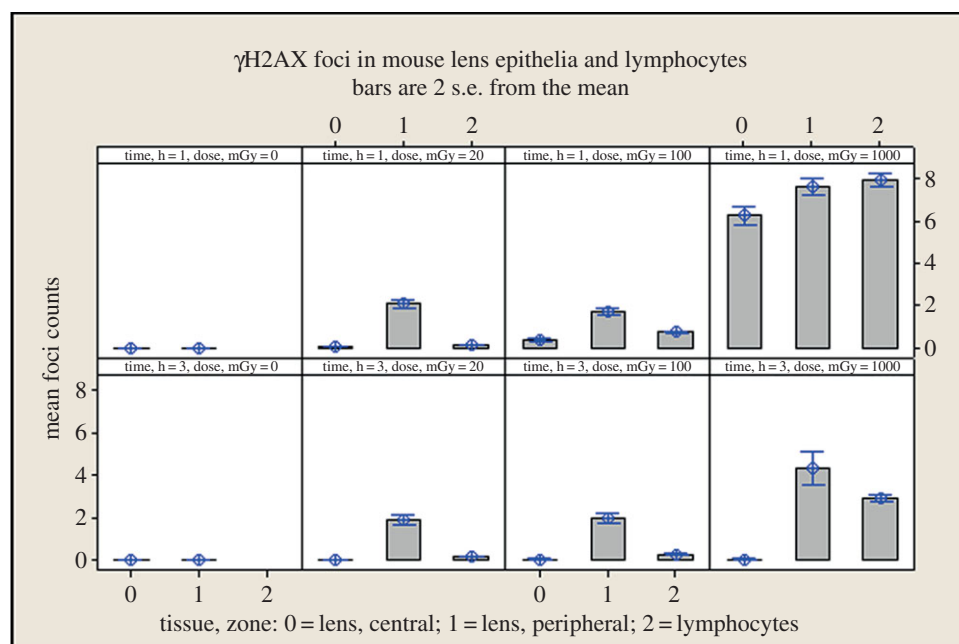 γH2AX foci in mouse lens epithelia and lymphocytes
bars are 2 s.e. from the mean
0 1 2 0 1 2
time, h = 1, dose, mGy = 0 time, h = 1, dose, mGy = 20 time, h = 1, dose, mGy = 100 time, h = 1, dose, mGy = 1000
8
6
4
2
0
mean foci counts
time, h = 3, dose, mGy = 0 time, h = 3, dose, mGy = 20 time, h = 3, dose, mGy = 100 time, h = 3, dose, mGy = 1000
8
6
4
2
0
0 1 2 0 1 2
tissue, zone: 0 = lens, central; 1 = lens, peripheral; 2 = lymphocytes